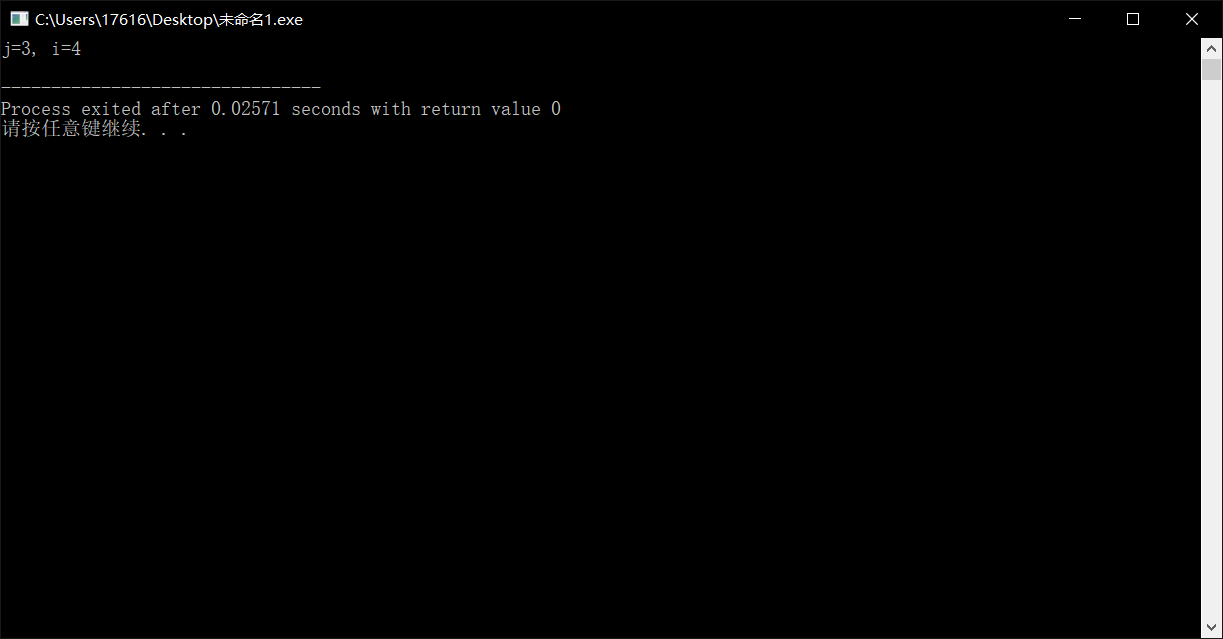 C:\Users\17616\Desktop\未命名1.exe
j=3, i=4
--------------------------------
Process exited after 0.02571 seconds with return value 0
请按任意键继续. . .